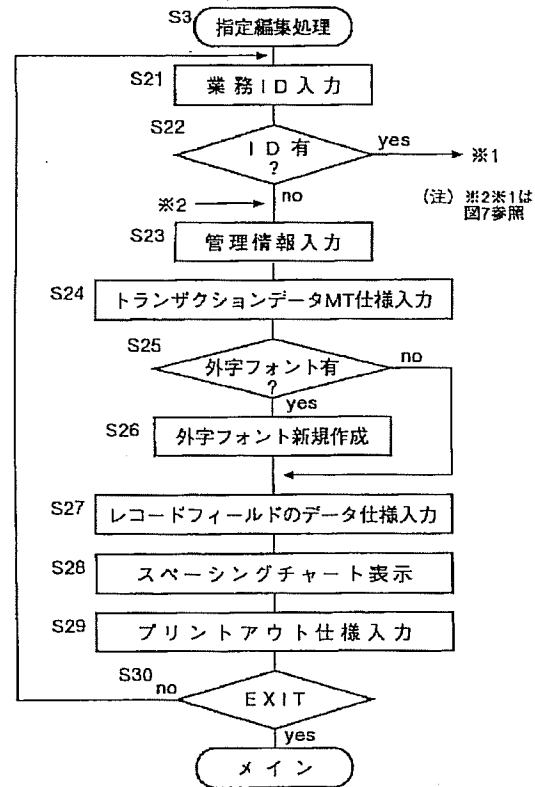 S3
指定編集処理
S21
業務ID入力
S22
ID有
?
yes
※1
no
※2
(注) ※2※1は
図7参照
S23
管理情報入力
S24
トランザクションデータMT仕様入力
S25
外字フォント有
?
no
yes
S26
外字フォント新規作成
S27
レコードフィールドのデータ仕様入力
S28
スペーシングチャート表示
S29
プリントアウト仕様入力
S30
no
EXIT
yes
メイン